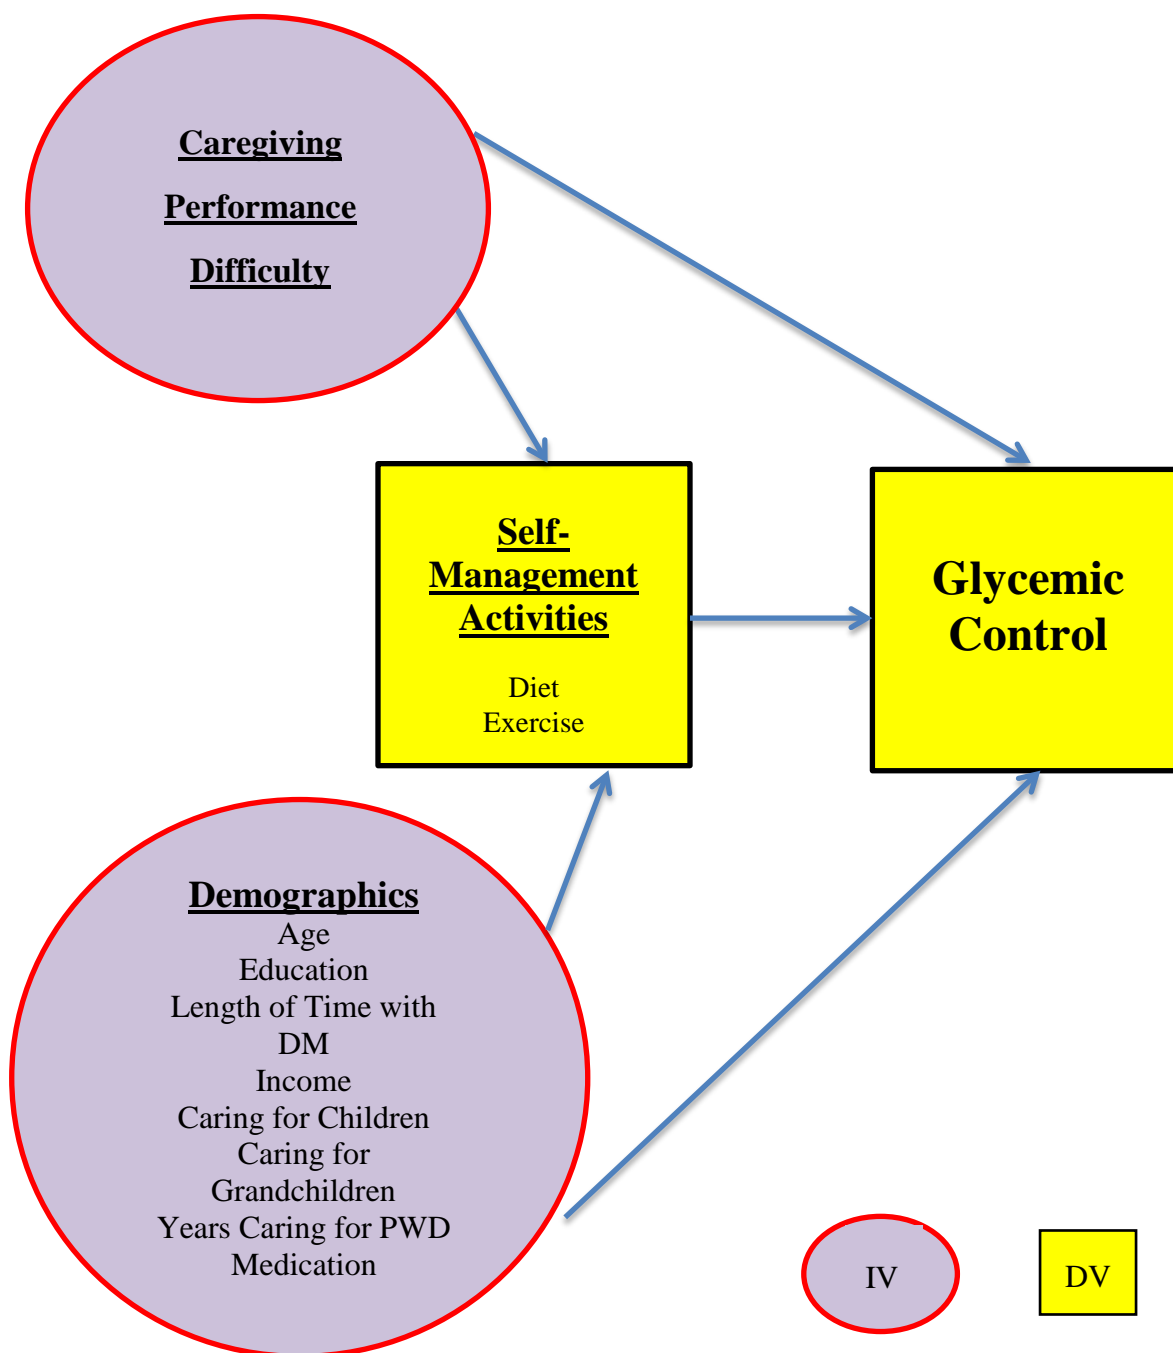 Caregiving
Performance
Difficulty
Self-
Management
Activities
Diet
Exercise
Glycemic
Control
Demographics
Age
Education
Length of Time with
DM
Income
Caring for Children
Caring for
Grandchildren
Years Caring for PWD
Medication
IV
DV